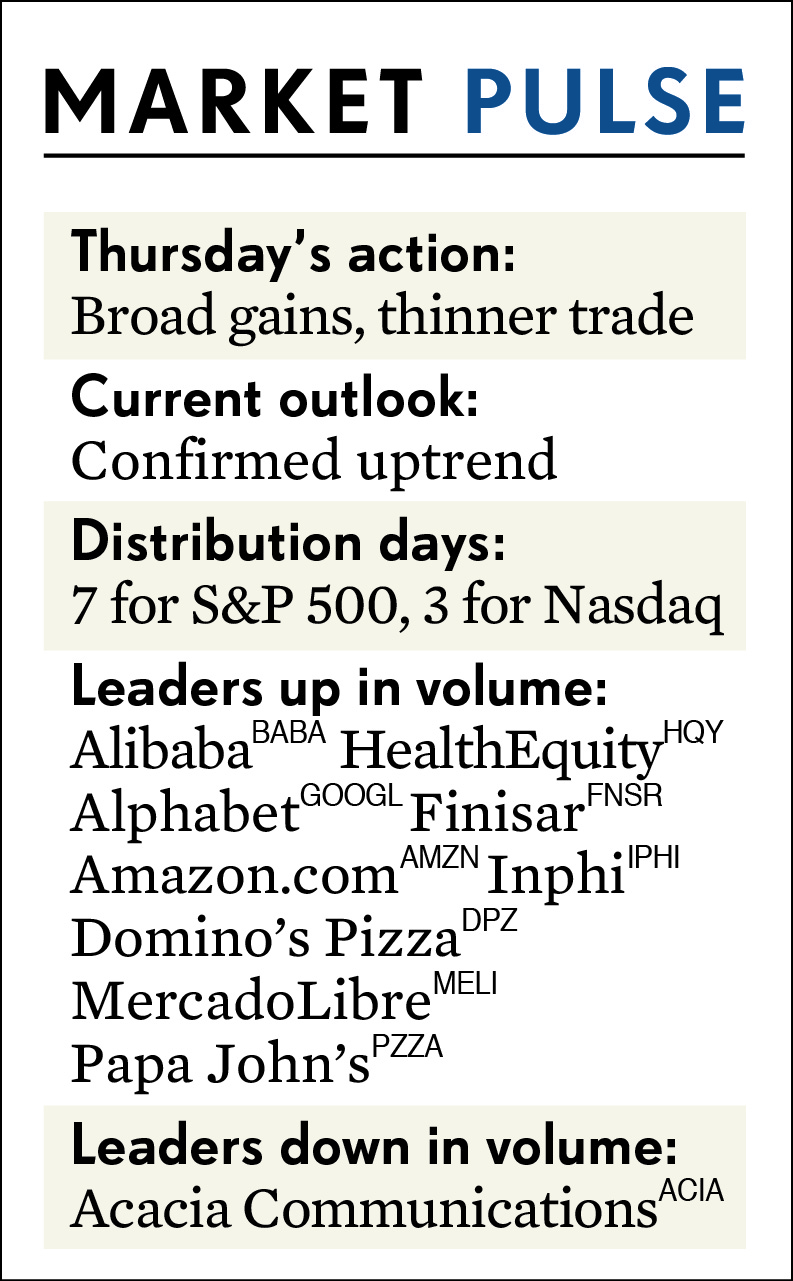 MARKET PULSE
Thursday’s action:
Broad gains, thinner trade
Current outlook:
Confirmed uptrend
Distribution days:
7 for S&P 500, 3 for Nasdaq
Leaders up in volume:
Alibaba BABA HealthEquity HQY
Alphabet GOOGL Finisar FNSR
Amazon.com AMZN Inphi IPHI
Domino’s Pizza DPZ
MercadoLibre MELI
Papa John’s PZZA
Leaders down in volume:
Acacia Communications ACIA